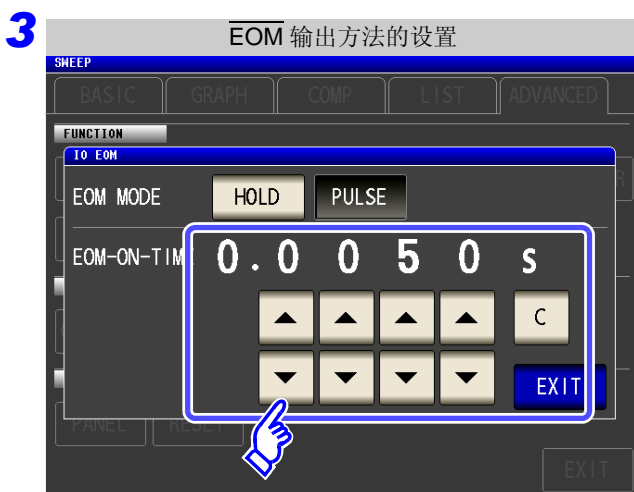 3
EOM 输出方法的设置
SWEEP
BASIC GRAPH COMP LIST ADVANCED
FUNCTION
IO EOM
EOM MODE HOLD PULSE
EOM-ON-TIM
0.0050 s
C
EXIT
PANEL RESET
EXIT